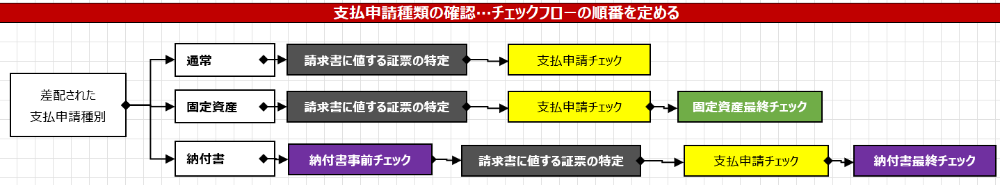 支払申請種類の確認…チェックフローの順番を定める
差配された
支払申請種別
通常
請求書に値する証票の特定
支払申請チェック
固定資産
請求書に値する証票の特定
支払申請チェック
固定資産最終チェック
納付書
納付書事前チェック
請求書に値する証票の特定
支払申請チェック
納付書最終チェック